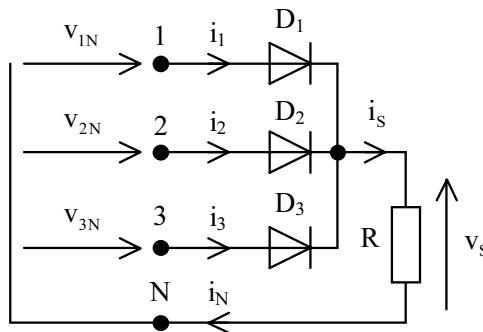 v1N 1 i1 D1
v2N 2 i2 D2 iS
v3N 3 i3 D3
R vS
N iN